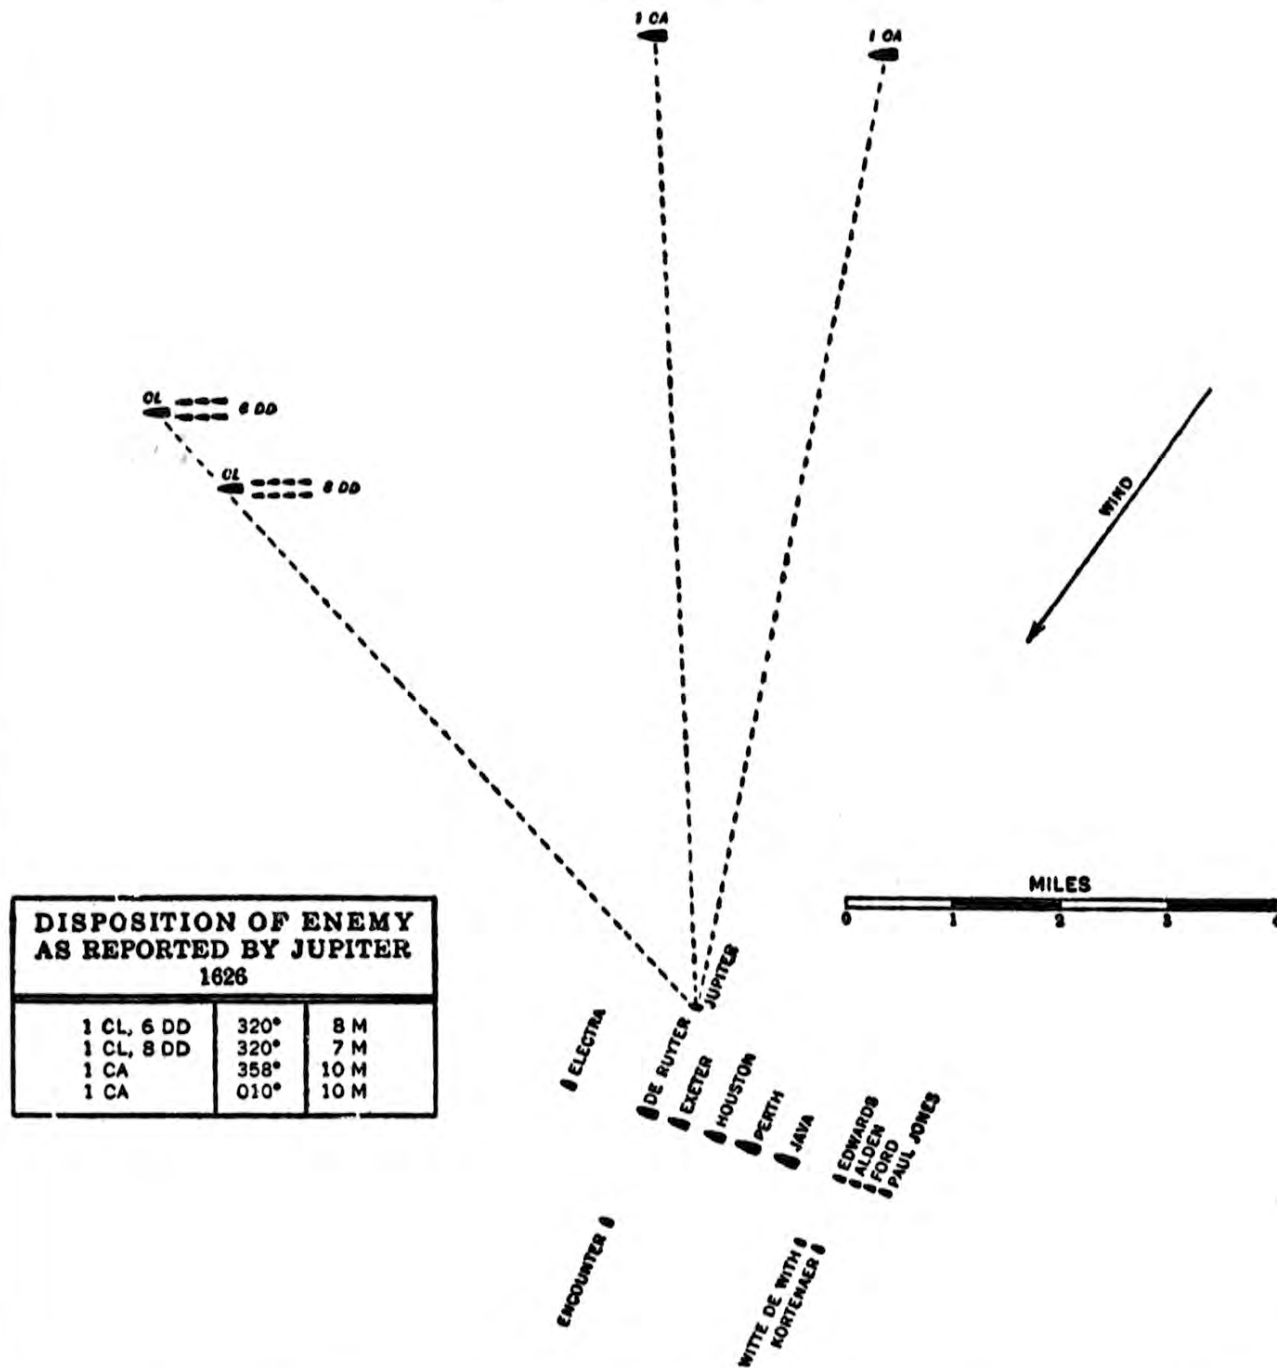 1 CA
1 CA
CL
6 DD
CL
8 DD
WIND
MILES
0
1
2
3
DISPOSITION OF ENEMY
AS REPORTED BY JUPITER
1626
1 CL, 6 DD 320° 8 M
1 CL, 8 DD 320° 7 M
1 CA 358° 10 M
1 CA 010° 10 M
JUPITER
ELECTRA
DE RUYTER
EXETER
HOUSTON
PERTH
JAVA
EDWARDS
ALDEN
FORD
PAUL JONES
ENCOUNTER
WITTE DE WITH
KORTENAER